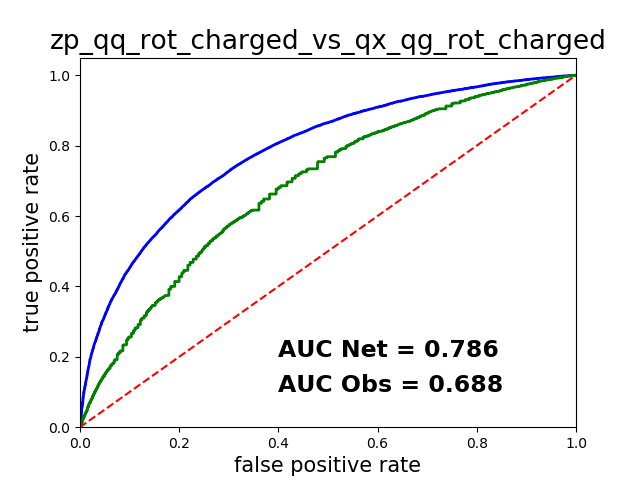 zp_qq_rot_charged_vs_qx_qg_rot_charged
1.0
0.8
0.6
0.4
0.2
0.0
true positive rate
AUC Net = 0.786
AUC Obs = 0.688
0.0 0.2 0.4 0.6 0.8 1.0
false positive rate